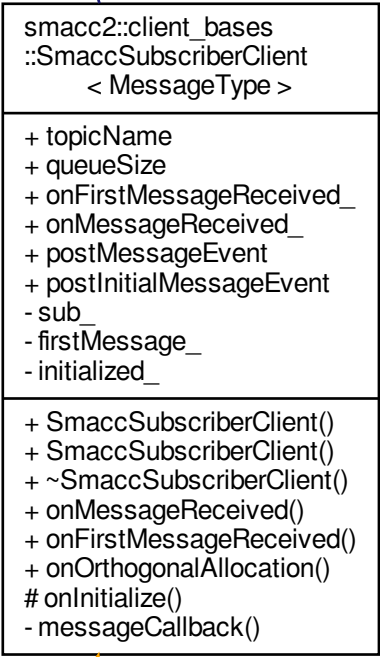 smacc2::client_bases
::SmaccSubscriberClient
< MessageType >
+ topicName
+ queueSize
+ onFirstMessageReceived_
+ onMessageReceived_
+ postMessageEvent
+ postInitialMessageEvent
- sub_
- firstMessage_
- initialized_
+ SmaccSubscriberClient()
+ SmaccSubscriberClient()
+ ~SmaccSubscriberClient()
+ onMessageReceived()
+ onFirstMessageReceived()
+ onOrthogonalAllocation()
# onInitialize()
- messageCallback()